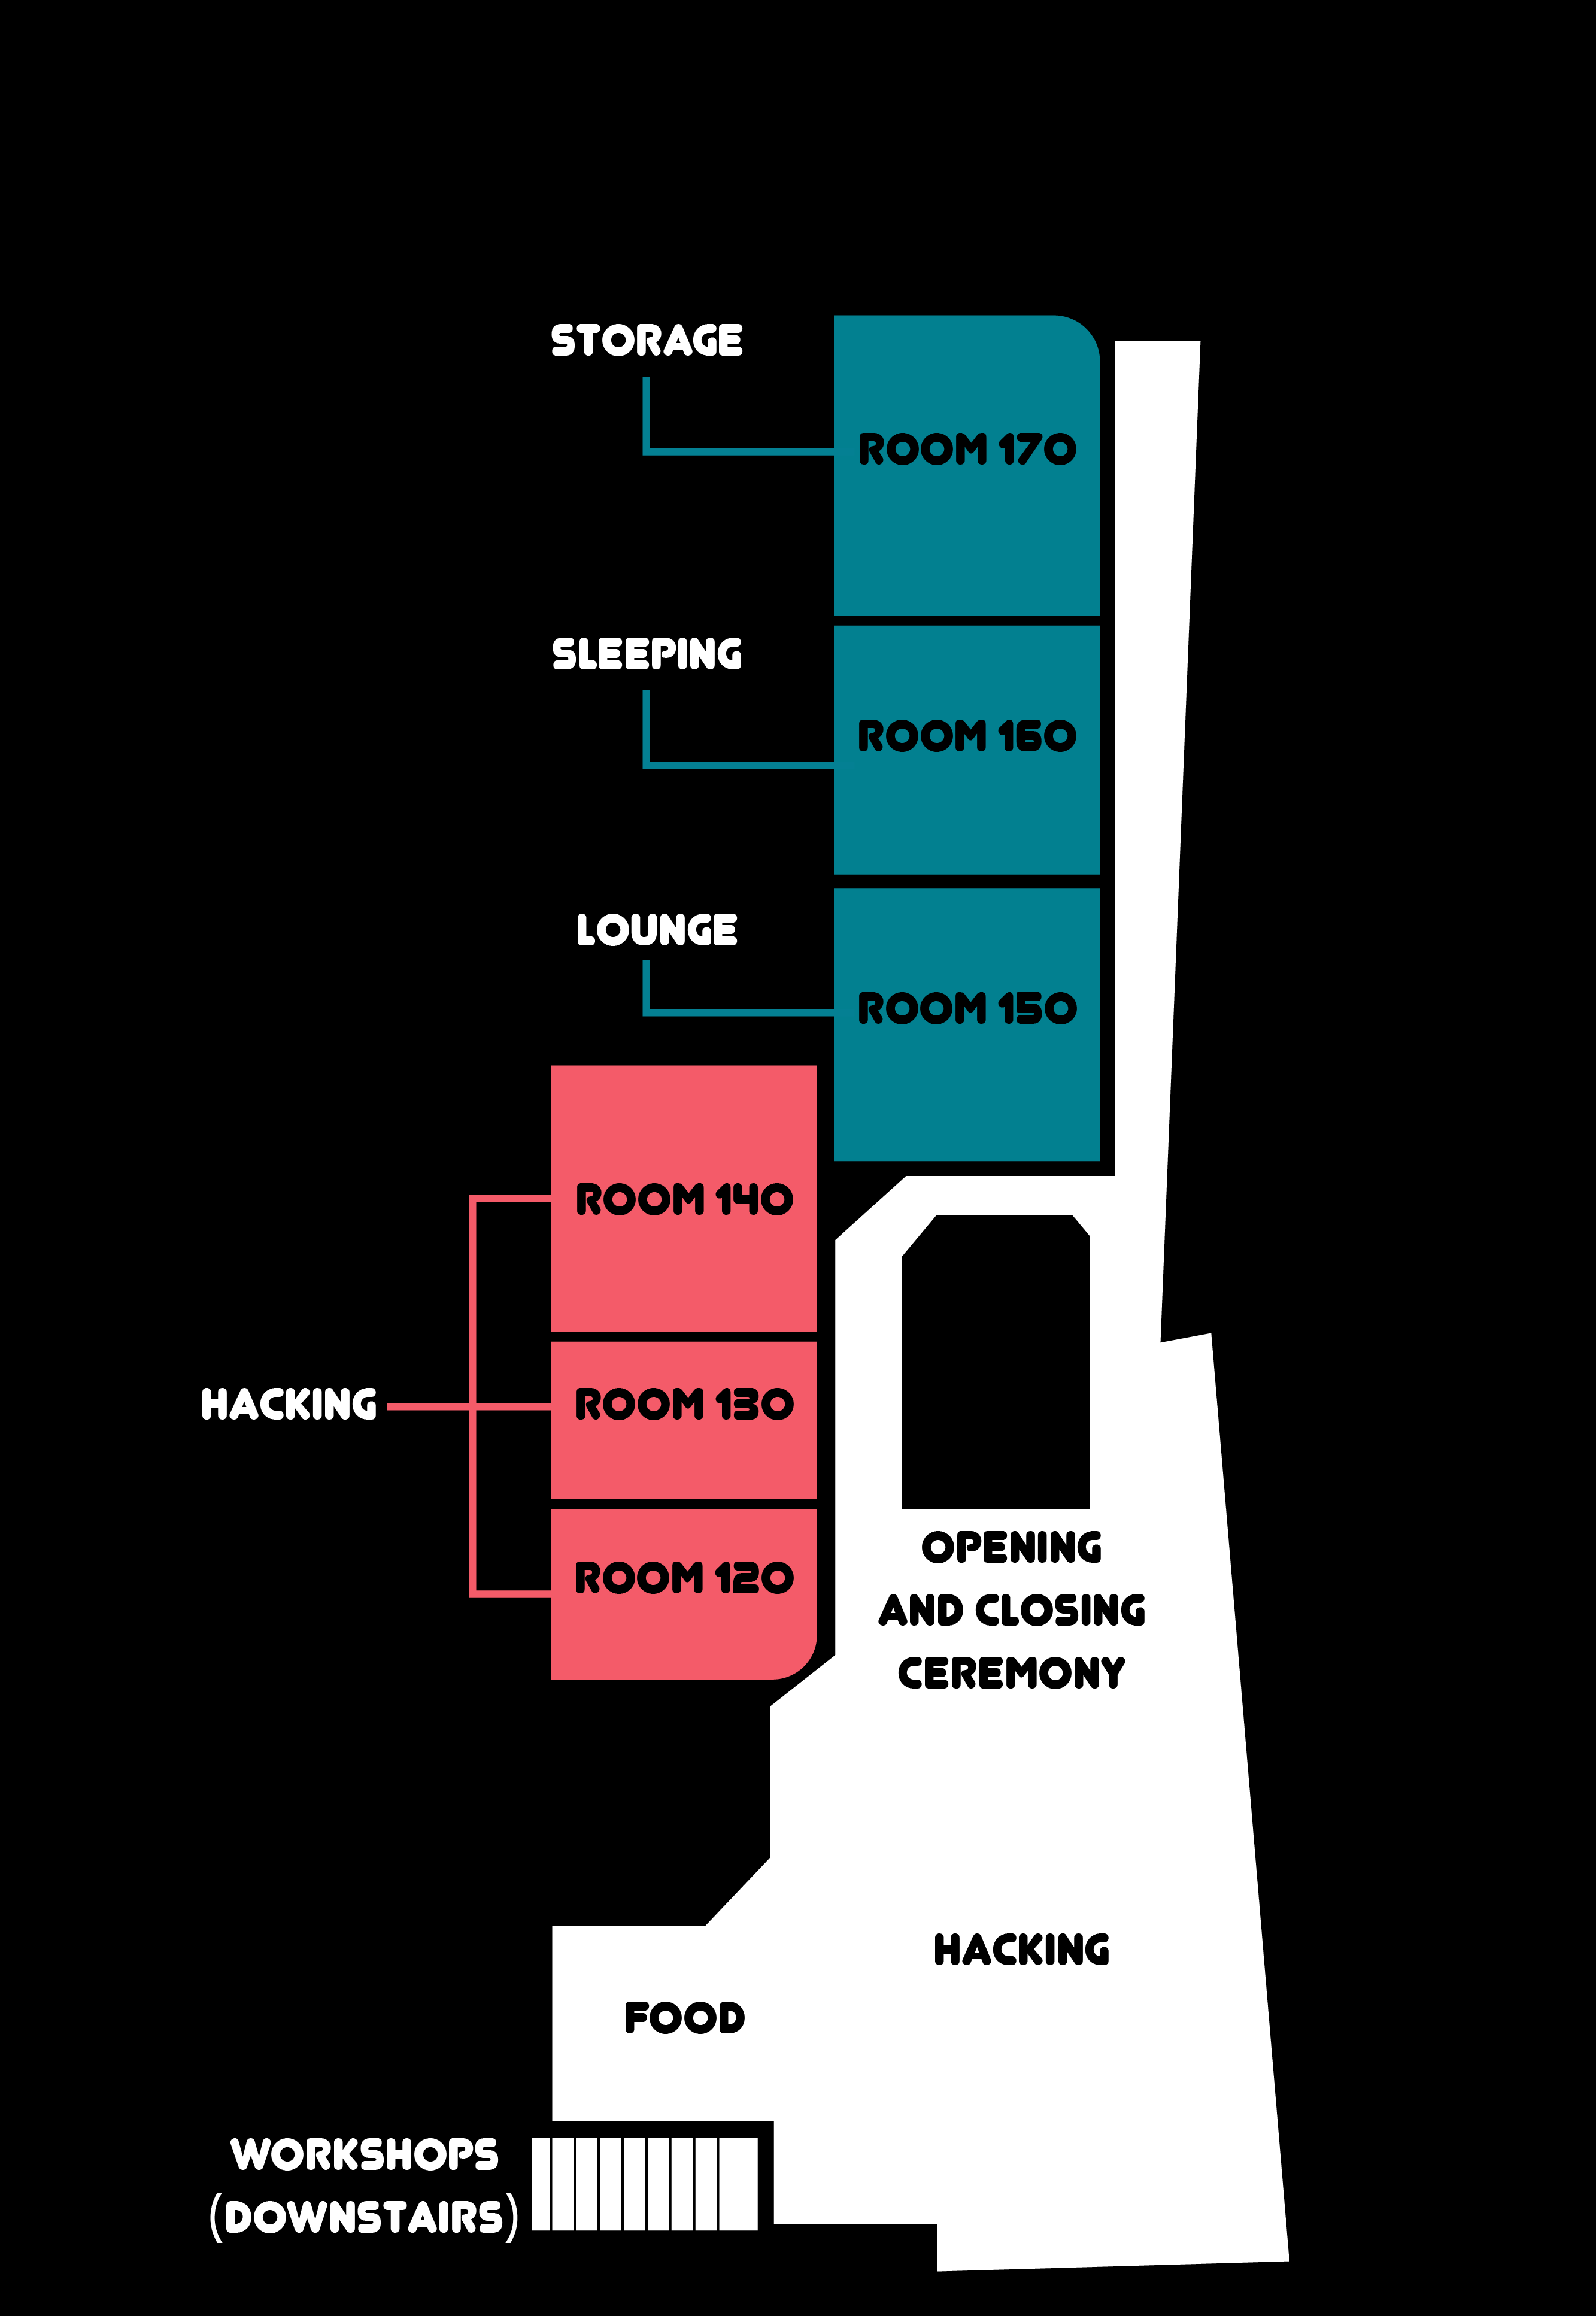 STORAGE
ROOM 170
SLEEPING
ROOM 160
LOUNGE
ROOM 150
ROOM 140
HACKING
ROOM 130
ROOM 120
OPENING
AND CLOSING
CEREMONY
HACKING
FOOD
WORKSHOPS
(DOWNSTAIRS)